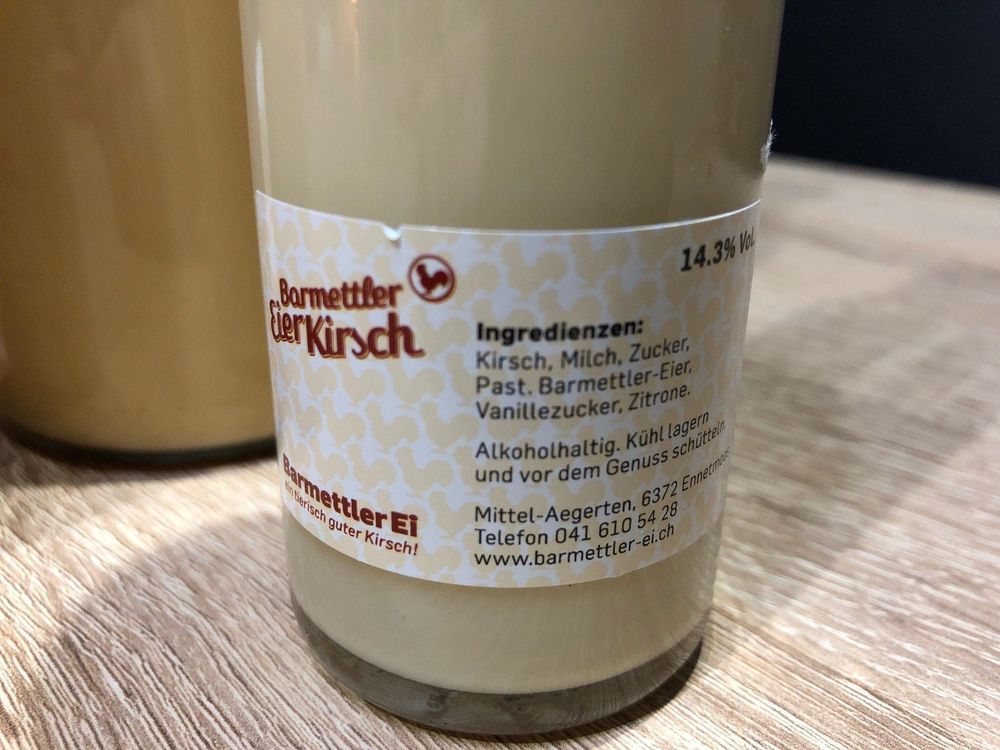 14.3% Vol.
Barmettler
EierKirsch
Ingredienzen:
Kirsch, Milch, Zucker,
Past. Barmettler-Eier,
Vanillezucker, Zitrone.
Alkoholhaltig. Kühl lagern
und vor dem Genuss schütteln.
Barmettler Ei
ein tierisch guter Kirsch!
Mittel-Aegerten, 6372
Telefon 041 610 54 28
www.barmettler-ei.ch